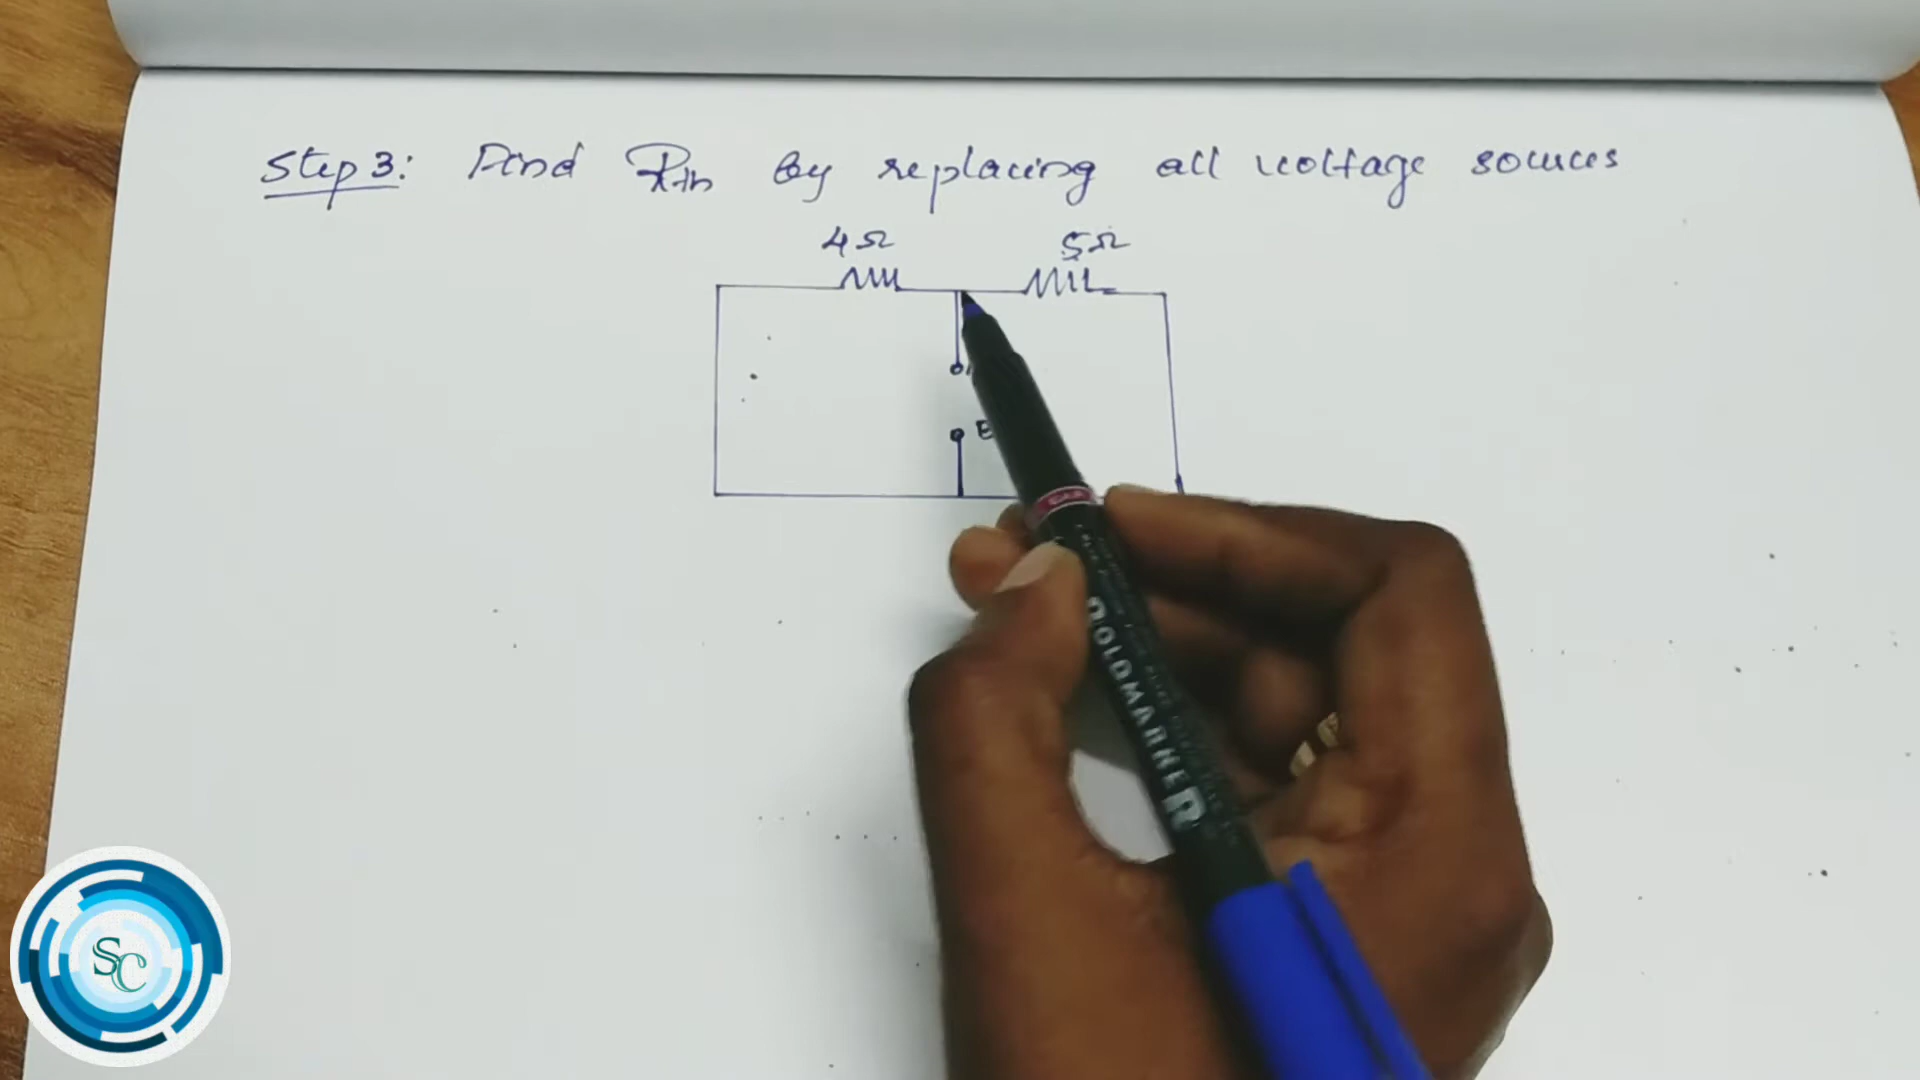 Step 3: Find Rth by replacing all voltage sources
4Ω 5Ω
B
GOLDMARKER
SC